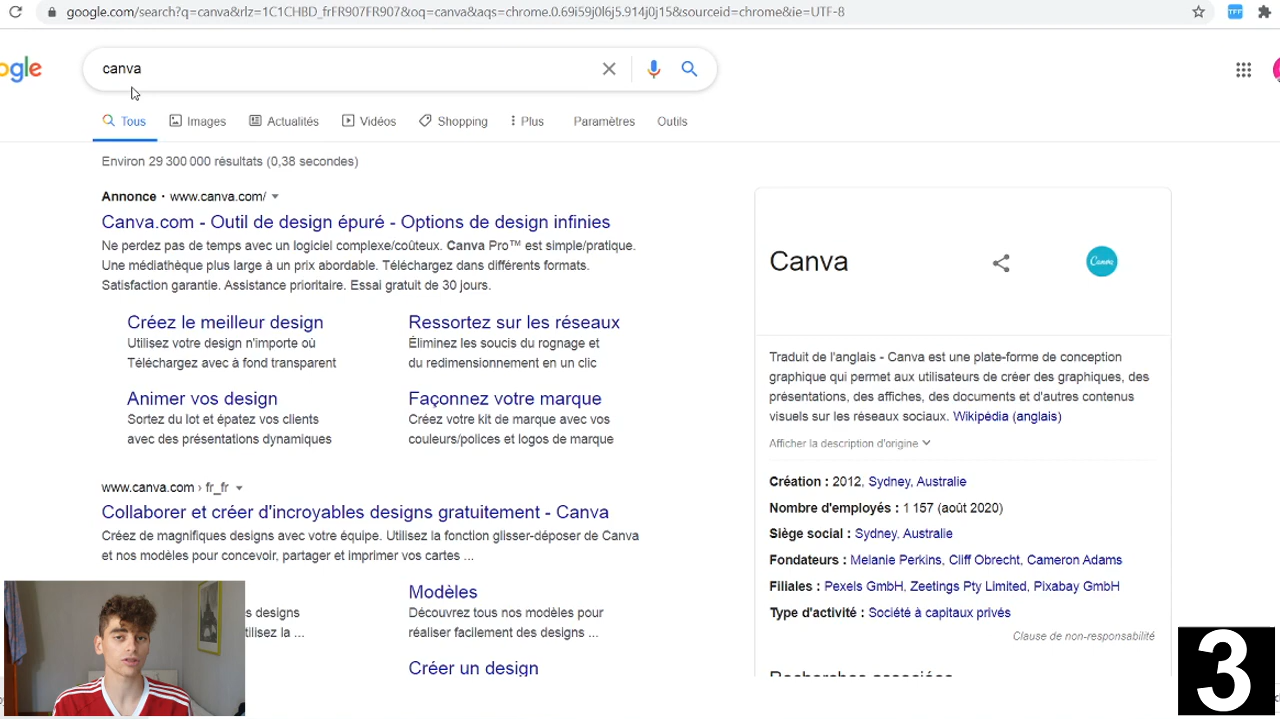 google.com/search?q=canva&rlz=1C1CHBD_frFR907FR907&oq=canva&aqs=chrome.0.69i59j0l6j5.914j0j15&sourceid=chrome&ie=UTF-8
TFF
ogle
canva
Tous Images Actualités Vidéos Shopping Plus Paramètres Outils
Environ 29 300 000 résultats (0,38 secondes)
Annonce · www.canva.com/
Canva.com - Outil de design épuré - Options de design infinies
Ne perdez pas de temps avec un logiciel complexe/coûteux. Canva Pro™ est simple/pratique.
Une médiathèque plus large à un prix abordable. Téléchargez dans différents formats.
Satisfaction garantie. Assistance prioritaire. Essai gratuit de 30 jours.
Créez le meilleur design
Utilisez votre design n'importe où
Téléchargez avec à fond transparent
Ressortez sur les réseaux
Éliminez les soucis du rognage et
du redimensionnement en un clic
Animer vos design
Sortez du lot et épatez vos clients
avec des présentations dynamiques
Façonnez votre marque
Créez votre kit de marque avec vos
couleurs/polices et logos de marque
www.canva.com › fr_fr
Collaborer et créer d'incroyables designs gratuitement - Canva
Créez de magnifiques designs avec votre équipe. Utilisez la fonction glisser-déposer de Canva
et nos modèles pour concevoir, partager et imprimer vos cartes ...
s designs
tilisez la ...
Modèles
Découvrez tous nos modèles pour
réaliser facilement des designs ...
Créer un design
Canva
Canva
Traduit de l'anglais - Canva est une plate-forme de conception
graphique qui permet aux utilisateurs de créer des graphiques, des
présentations, des affiches, des documents et d'autres contenus
visuels sur les réseaux sociaux. Wikipédia (anglais)
Afficher la description d'origine
Création : 2012, Sydney, Australie
Nombre d'employés : 1 157 (août 2020)
Siège social : Sydney, Australie
Fondateurs : Melanie Perkins, Cliff Obrecht, Cameron Adams
Filiales : Pexels GmbH, Zeetings Pty Limited, Pixabay GmbH
Type d'activité : Société à capitaux privés
Clause de non-responsabilité
Recherches associées
3